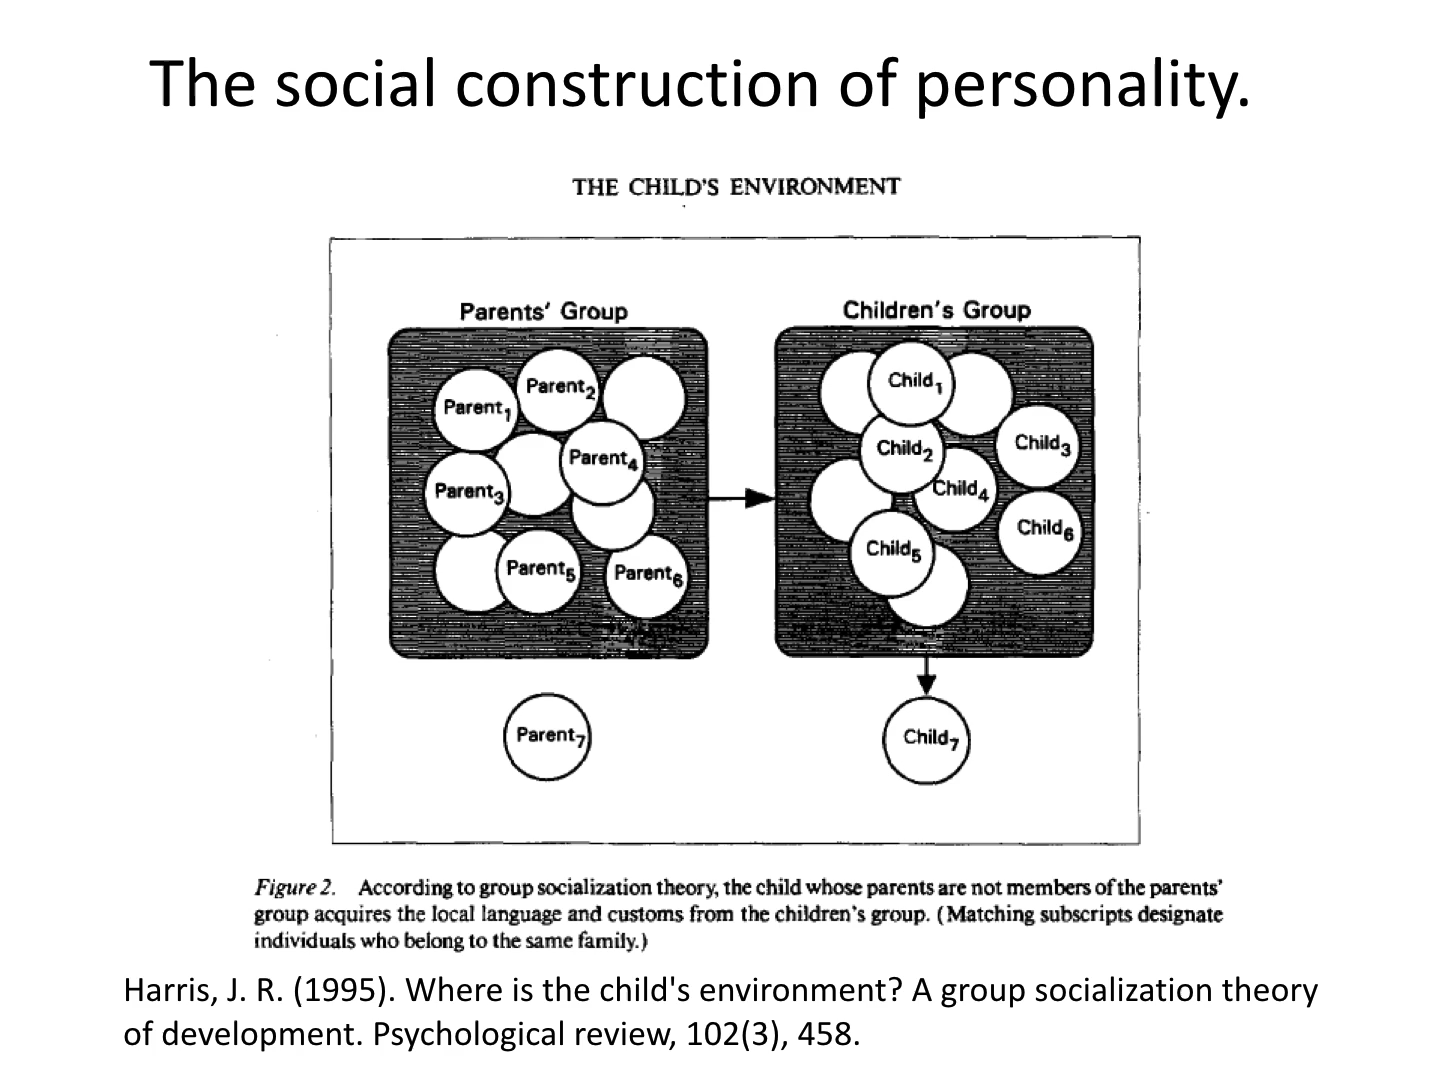 The social construction of personality.
THE CHILD'S ENVIRONMENT
Parents' Group
Children's Group
Parent1
Parent2
Parent4
Parent3
Parent5
Parent6
Child1
Child2
Child3
Child4
Child6
Child5
Parent7
Child7
Figure 2. According to group socialization theory, the child whose parents are not members of the parents'
group acquires the local language and customs from the children's group. (Matching subscripts designate
individuals who belong to the same family.)
Harris, J. R. (1995). Where is the child's environment? A group socialization theory
of development. Psychological review, 102(3), 458.